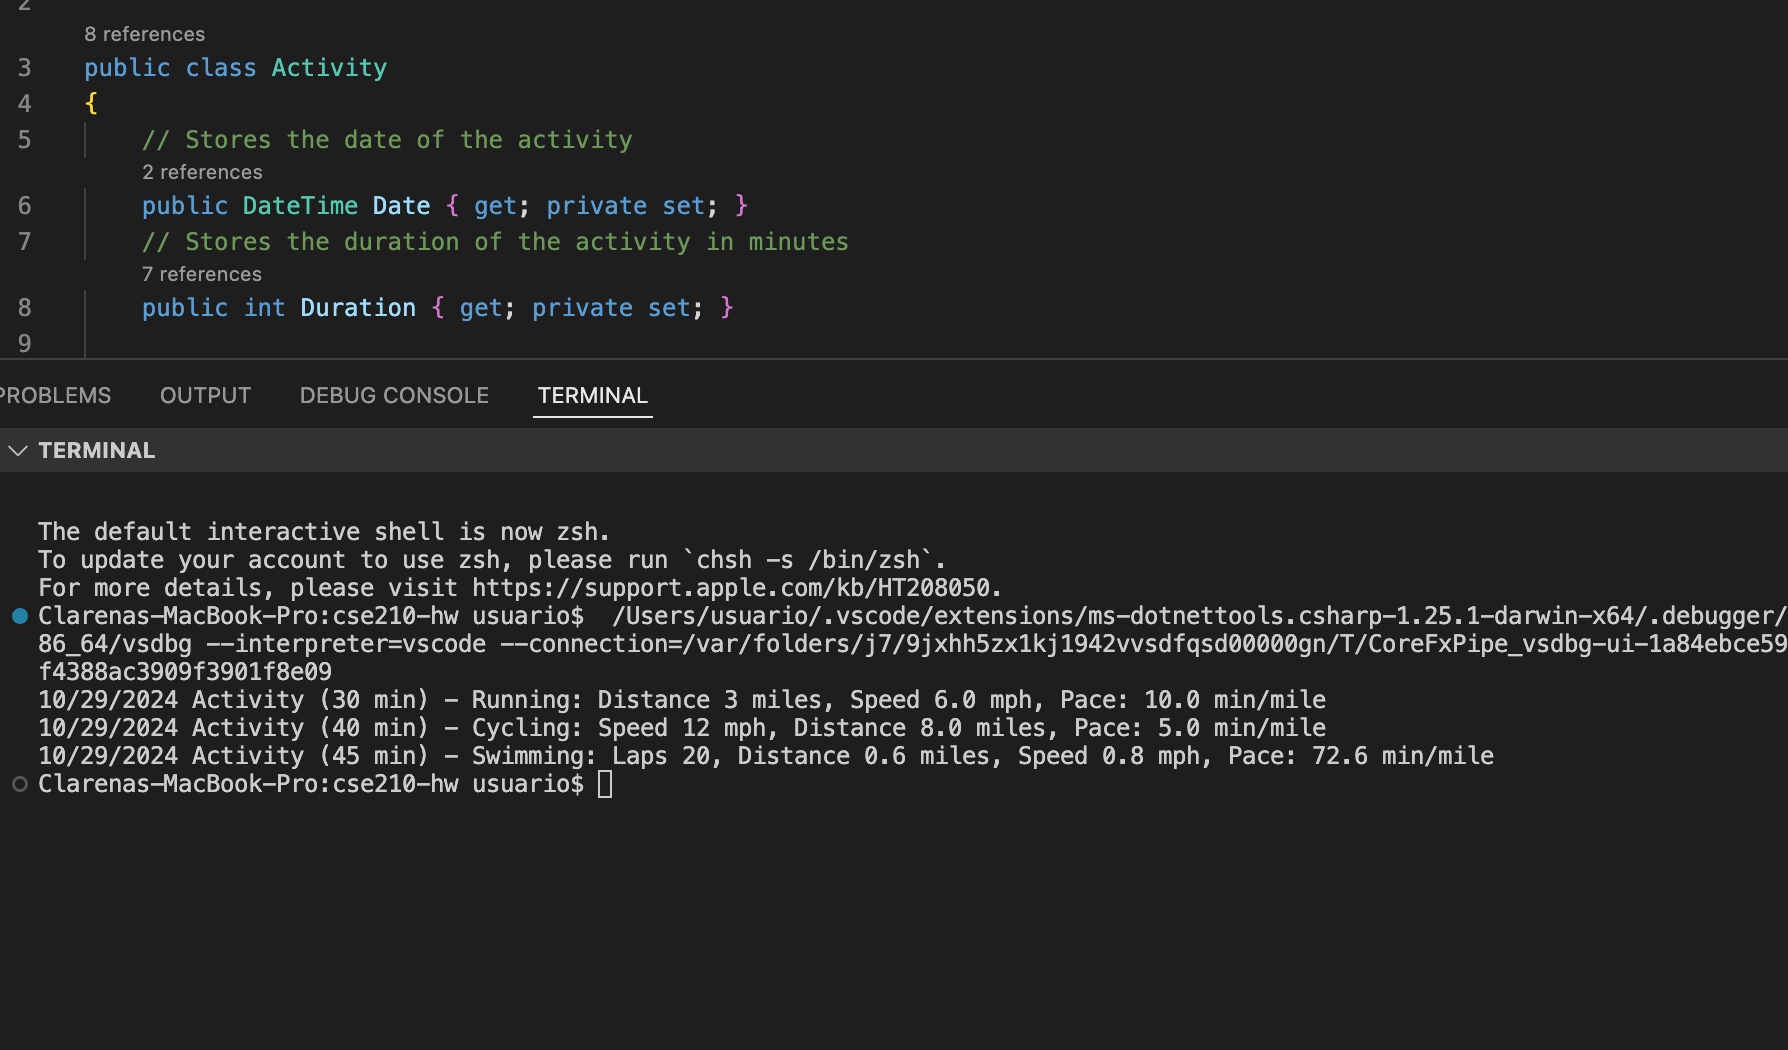 2
8 references
3 public class Activity
4 {
5 // Stores the date of the activity
2 references
6 public DateTime Date { get; private set; }
7 // Stores the duration of the activity in minutes
7 references
8 public int Duration { get; private set; }
9
PROBLEMS OUTPUT DEBUG CONSOLE TERMINAL
TERMINAL
The default interactive shell is now zsh.
To update your account to use zsh, please run `chsh -s /bin/zsh`.
For more details, please visit https://support.apple.com/kb/HT208050.
Clarenas-MacBook-Pro:cse210-hw usuario$  /Users/usuario/.vscode/extensions/ms-dotnettools.csharp-1.25.1-darwin-x64/.debugger/
86_64/vsdbg --interpreter=vscode --connection=/var/folders/j7/9jxhh5zx1kj1942vvsdfqsd00000gn/T/CoreFxPipe_vsdbg-ui-1a84ebce59
f4388ac3909f3901f8e09
10/29/2024 Activity (30 min) - Running: Distance 3 miles, Speed 6.0 mph, Pace: 10.0 min/mile
10/29/2024 Activity (40 min) - Cycling: Speed 12 mph, Distance 8.0 miles, Pace: 5.0 min/mile
10/29/2024 Activity (45 min) - Swimming: Laps 20, Distance 0.6 miles, Speed 0.8 mph, Pace: 72.6 min/mile
Clarenas-MacBook-Pro:cse210-hw usuario$